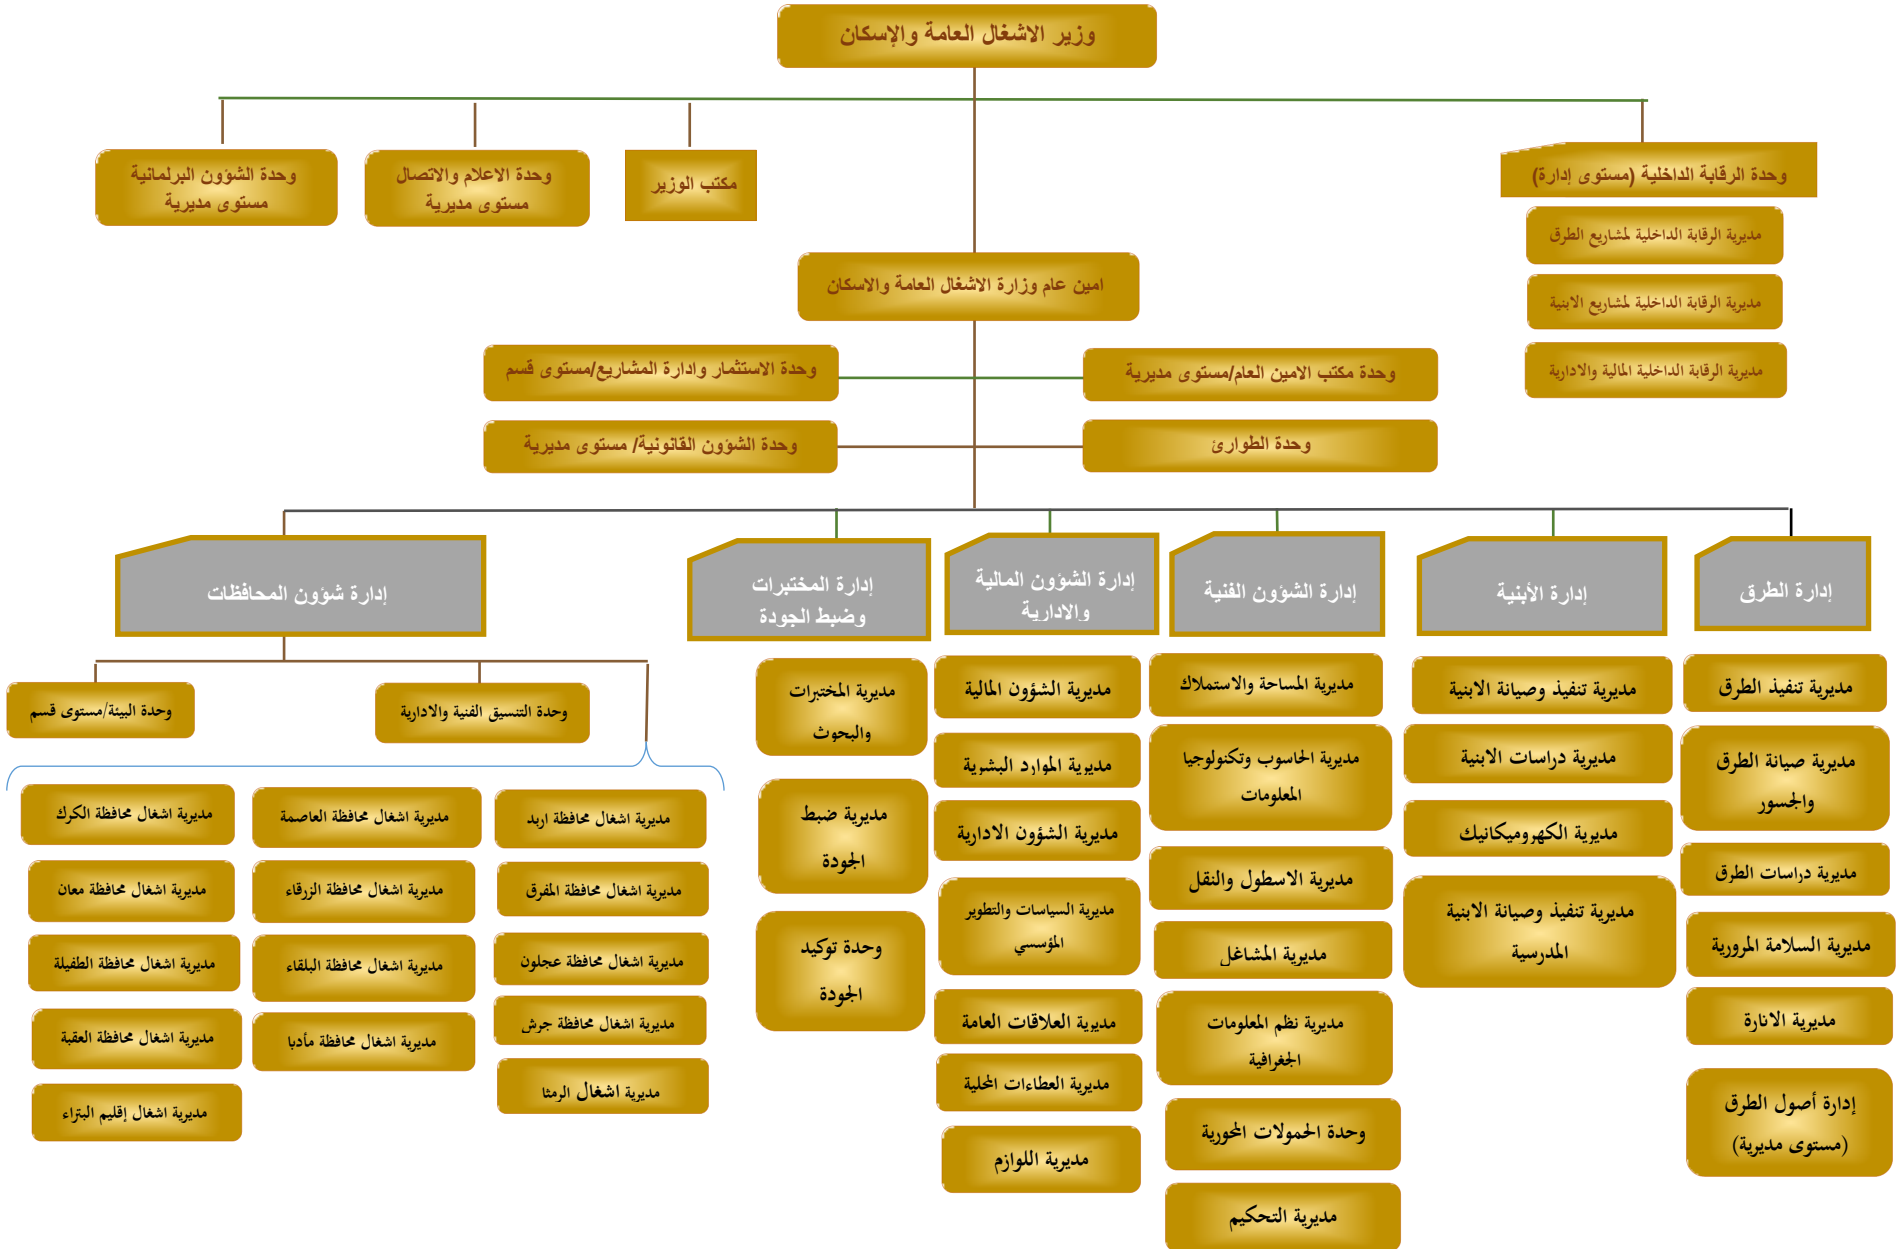 وزير الاشغال العامة والإسكان
وحدة الرقابة الداخلية (مستوى إدارة)
مديرية الرقابة الداخلية لمشاريع الطرق
مديرية الرقابة الداخلية لمشاريع الابنية
مديرية الرقابة الداخلية المالية والادارية
مكتب الوزير
وحدة الاعلام والاتصال
مستوى مديرية
وحدة الشؤون البرلمانية
مستوى مديرية
امين عام وزارة الاشغال العامة والاسكان
وحدة مكتب الامين العام/مستوى مديرية
وحدة الاستثمار وادارة المشاريع/مستوى قسم
وحدة الطوارئ
وحدة الشؤون القانونية/ مستوى مديرية
إدارة الطرق
مديرية تنفيذ الطرق
مديرية صيانة الطرق
والجسور
مديرية دراسات الطرق
مديرية السلامة المرورية
مديرية الانارة
إدارة أصول الطرق
(مستوى مديرية)
إدارة الأبنية
مديرية تنفيذ وصيانة الابنية
مديرية دراسات الابنية
مديرية الكهروميكانيك
مديرية تنفيذ وصيانة الابنية
المدرسية
إدارة الشؤون الفنية
مديرية المساحة والاستملاك
مديرية الحاسوب وتكنولوجيا
المعلومات
مديرية الاسطول والنقل
مديرية المشاغل
مديرية نظم المعلومات
الجغرافية
وحدة الحمولات المحورية
مديرية التحكيم
إدارة الشؤون المالية
والادارية
مديرية الشؤون المالية
مديرية الموارد البشرية
مديرية الشؤون الادارية
مديرية السياسات والتطوير
المؤسسي
مديرية العلاقات العامة
مديرية العطاءات المحلية
مديرية اللوازم
إدارة المختبرات
وضبط الجودة
مديرية المختبرات
والبحوث
مديرية ضبط
الجودة
وحدة توكيد
الجودة
إدارة شؤون المحافظات
وحدة التنسيق الفنية والادارية
وحدة البيئة/مستوى قسم
مديرية اشغال محافظة اربد
مديرية اشغال محافظة المفرق
مديرية اشغال محافظة عجلون
مديرية اشغال محافظة جرش
مديرية اشغال الرمثا
مديرية اشغال محافظة العاصمة
مديرية اشغال محافظة الزرقاء
مديرية اشغال محافظة البلقاء
مديرية اشغال محافظة مأدبا
مديرية اشغال محافظة الكرك
مديرية اشغال محافظة معان
مديرية اشغال محافظة الطفيلة
مديرية اشغال محافظة العقبة
مديرية اشغال إقليم البتراء